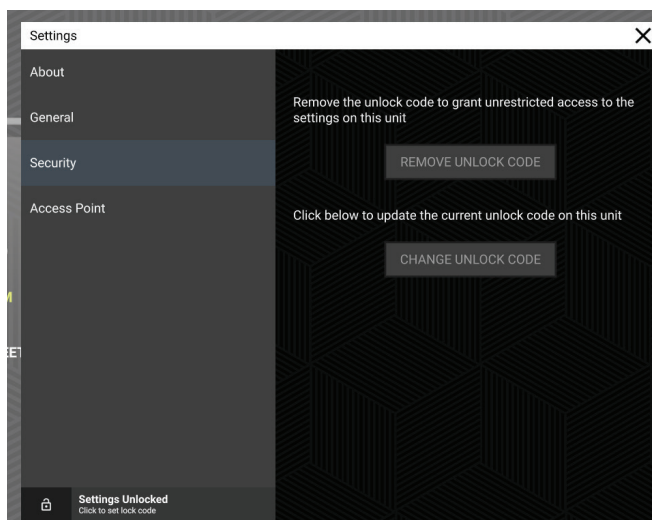 Settings
About
General
Security
Access Point
Remove the unlock code to grant unrestricted access to the
settings on this unit
REMOVE UNLOCK CODE
Click below to update the current unlock code on this unit
CHANGE UNLOCK CODE
M
EET
Settings Unlocked
Click to set lock code